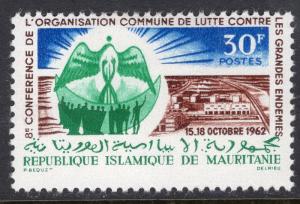 8e CONFERENCE DE L'ORGANISATION COMMUNE DE LUTTE CONTRE LES GRANDES ENDEMIES
30F
POSTES
15.18 OCTOBRE 1962
الجمهورية الإسلامية الموريتانية
REPUBLIQUE ISLAMIQUE DE MAURITANIE
P.BEQUET
DELRIEU